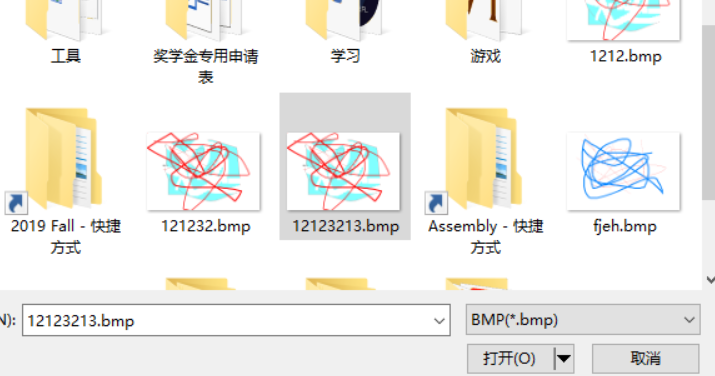 工具
奖学金专用申请
表
学习
游戏
1212.bmp
2019 Fall - 快捷
方式
121232.bmp
12123213.bmp
Assembly - 快捷
方式
fjeh.bmp
N):
12123213.bmp
BMP(*.bmp)
打开(O)
取消